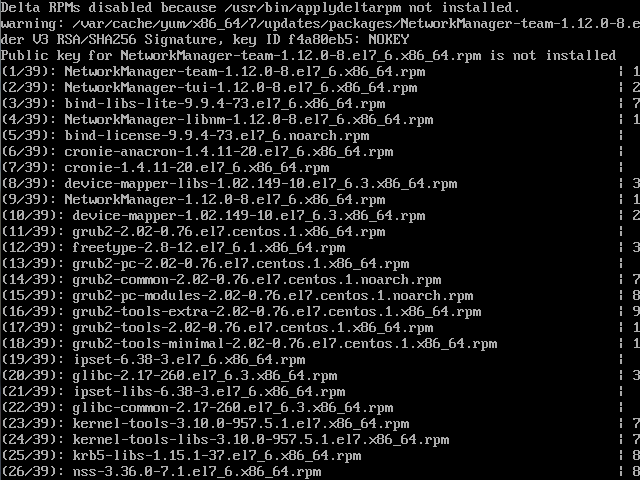 Delta RPMs disabled because /usr/bin/applydeltarpm not installed.
warning: /var/cache/yum/x86_64/7/updates/packages/NetworkManager-team-1.12.0-8.e
der V3 RSA/SHA256 Signature, key ID f4a80eb5: NOKEY
Public key for NetworkManager-team-1.12.0-8.el7_6.x86_64.rpm is not installed
(1/39): NetworkManager-team-1.12.0-8.el7_6.x86_64.rpm | 1
(2/39): NetworkManager-tui-1.12.0-8.el7_6.x86_64.rpm | 2
(3/39): bind-libs-lite-9.9.4-73.el7_6.x86_64.rpm | 7
(4/39): NetworkManager-libnm-1.12.0-8.el7_6.x86_64.rpm | 1
(5/39): bind-license-9.9.4-73.el7_6.noarch.rpm |
(6/39): cronie-anacron-1.4.11-20.el7_6.x86_64.rpm |
(7/39): cronie-1.4.11-20.el7_6.x86_64.rpm |
(8/39): device-mapper-libs-1.02.149-10.el7_6.3.x86_64.rpm | 3
(9/39): NetworkManager-1.12.0-8.el7_6.x86_64.rpm | 1
(10/39): device-mapper-1.02.149-10.el7_6.3.x86_64.rpm | 2
(11/39): grub2-2.02-0.76.el7.centos.1.x86_64.rpm |
(12/39): freetype-2.8-12.el7_6.1.x86_64.rpm | 3
(13/39): grub2-pc-2.02-0.76.el7.centos.1.x86_64.rpm |
(14/39): grub2-common-2.02-0.76.el7.centos.1.noarch.rpm | 7
(15/39): grub2-pc-modules-2.02-0.76.el7.centos.1.noarch.rpm | 8
(16/39): grub2-tools-extra-2.02-0.76.el7.centos.1.x86_64.rpm | 9
(17/39): grub2-tools-2.02-0.76.el7.centos.1.x86_64.rpm | 1
(18/39): grub2-tools-minimal-2.02-0.76.el7.centos.1.x86_64.rpm | 1
(19/39): ipset-6.38-3.el7_6.x86_64.rpm |
(20/39): glibc-2.17-260.el7_6.3.x86_64.rpm | 3
(21/39): ipset-libs-6.38-3.el7_6.x86_64.rpm |
(22/39): glibc-common-2.17-260.el7_6.3.x86_64.rpm |
(23/39): kernel-tools-3.10.0-957.5.1.el7.x86_64.rpm | 7
(24/39): kernel-tools-libs-3.10.0-957.5.1.el7.x86_64.rpm | 7
(25/39): krb5-libs-1.15.1-37.el7_6.x86_64.rpm | 8
(26/39): nss-3.36.0-7.1.el7_6.x86_64.rpm | 8